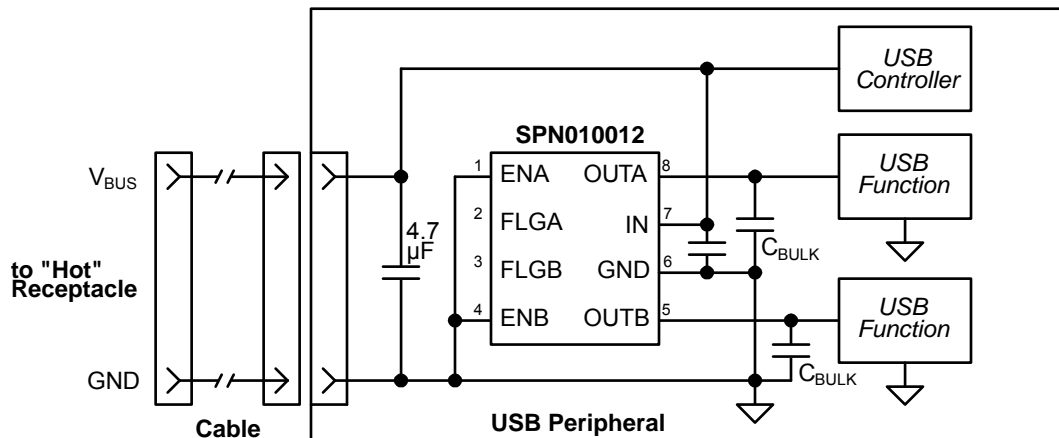 USB
Controller
SPN010012
1
ENA
OUTA
8
USB
Function
VBUS
2
FLGA
IN
7
4.7
µF
CBULK
to "Hot"
Receptacle
3
FLGB
GND
6
4
ENB
OUTB
5
USB
Function
GND
CBULK
Cable
USB Peripheral